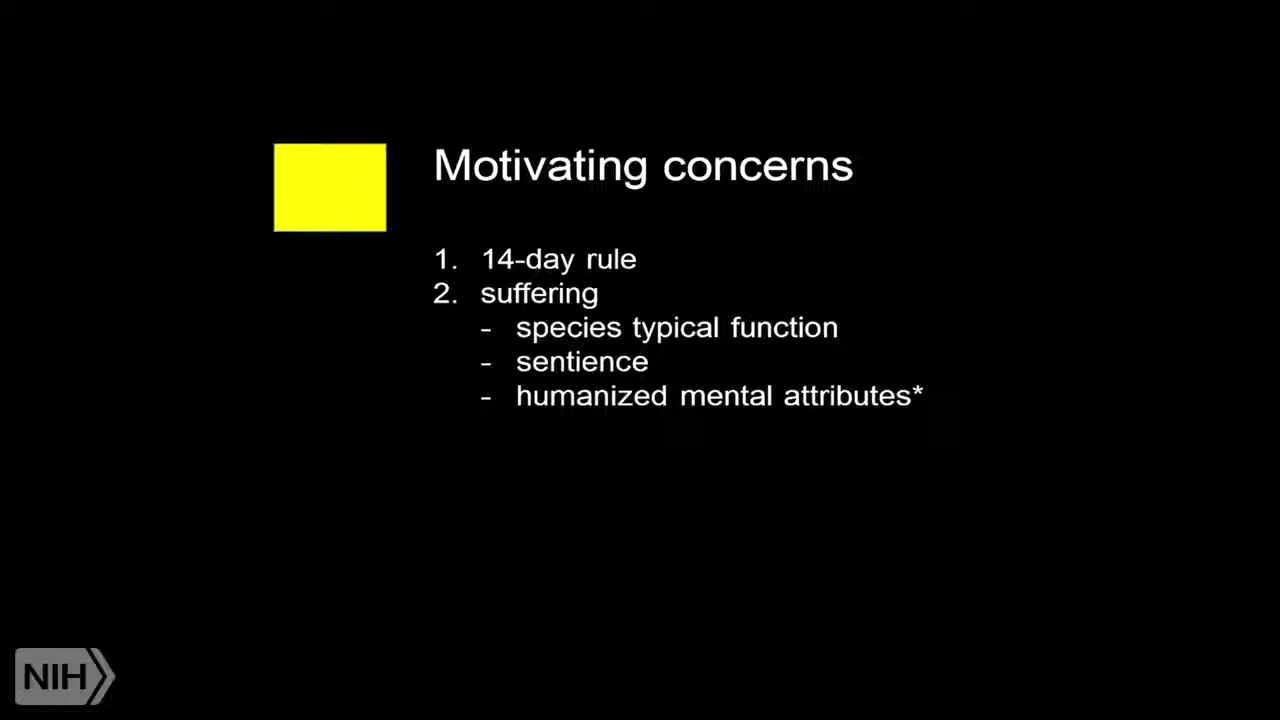 Motivating concerns
1. 14-day rule
2. suffering
- species typical function
- sentience
- humanized mental attributes*
NIH